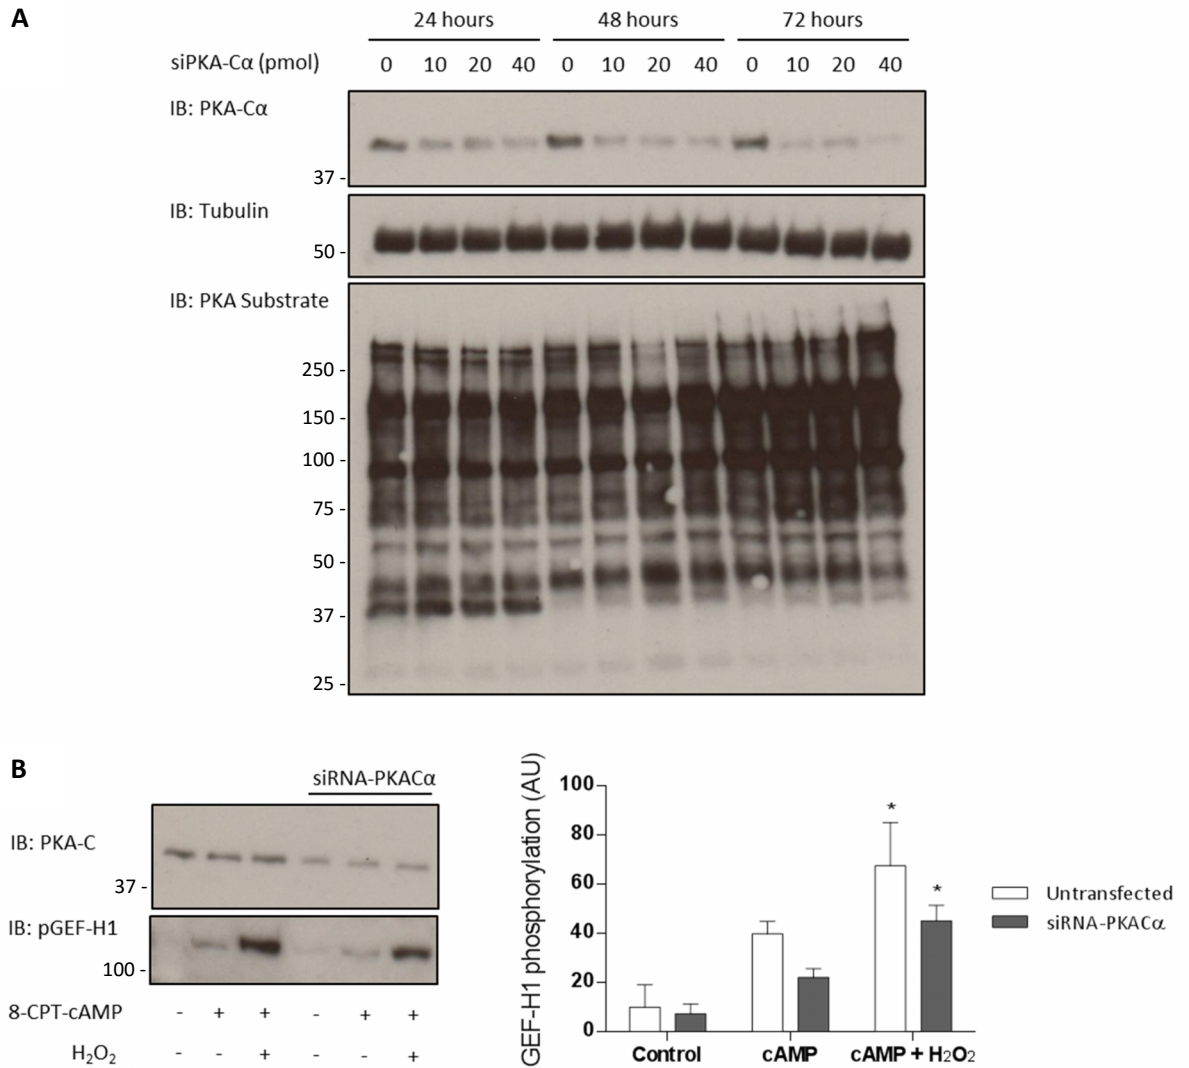 A
24 hours 48 hours 72 hours
siPKA-Cα (pmol) 0 10 20 40 0 10 20 40 0 10 20 40
IB: PKA-Cα
37 -
IB: Tubulin
50 -
IB: PKA Substrate
250 -
150 -
100 -
75 -
50 -
37 -
25 -
B
siRNA-PKACα
IB: PKA-C
37 -
IB: pGEF-H1
100 -
8-CPT-cAMP - + + - + +
H₂O₂ - - + - - +
GEF-H1 phosphorylation (AU)
100
80
60
40
20
0
* *
Control cAMP cAMP + H₂O₂
Untransfected
siRNA-PKACα